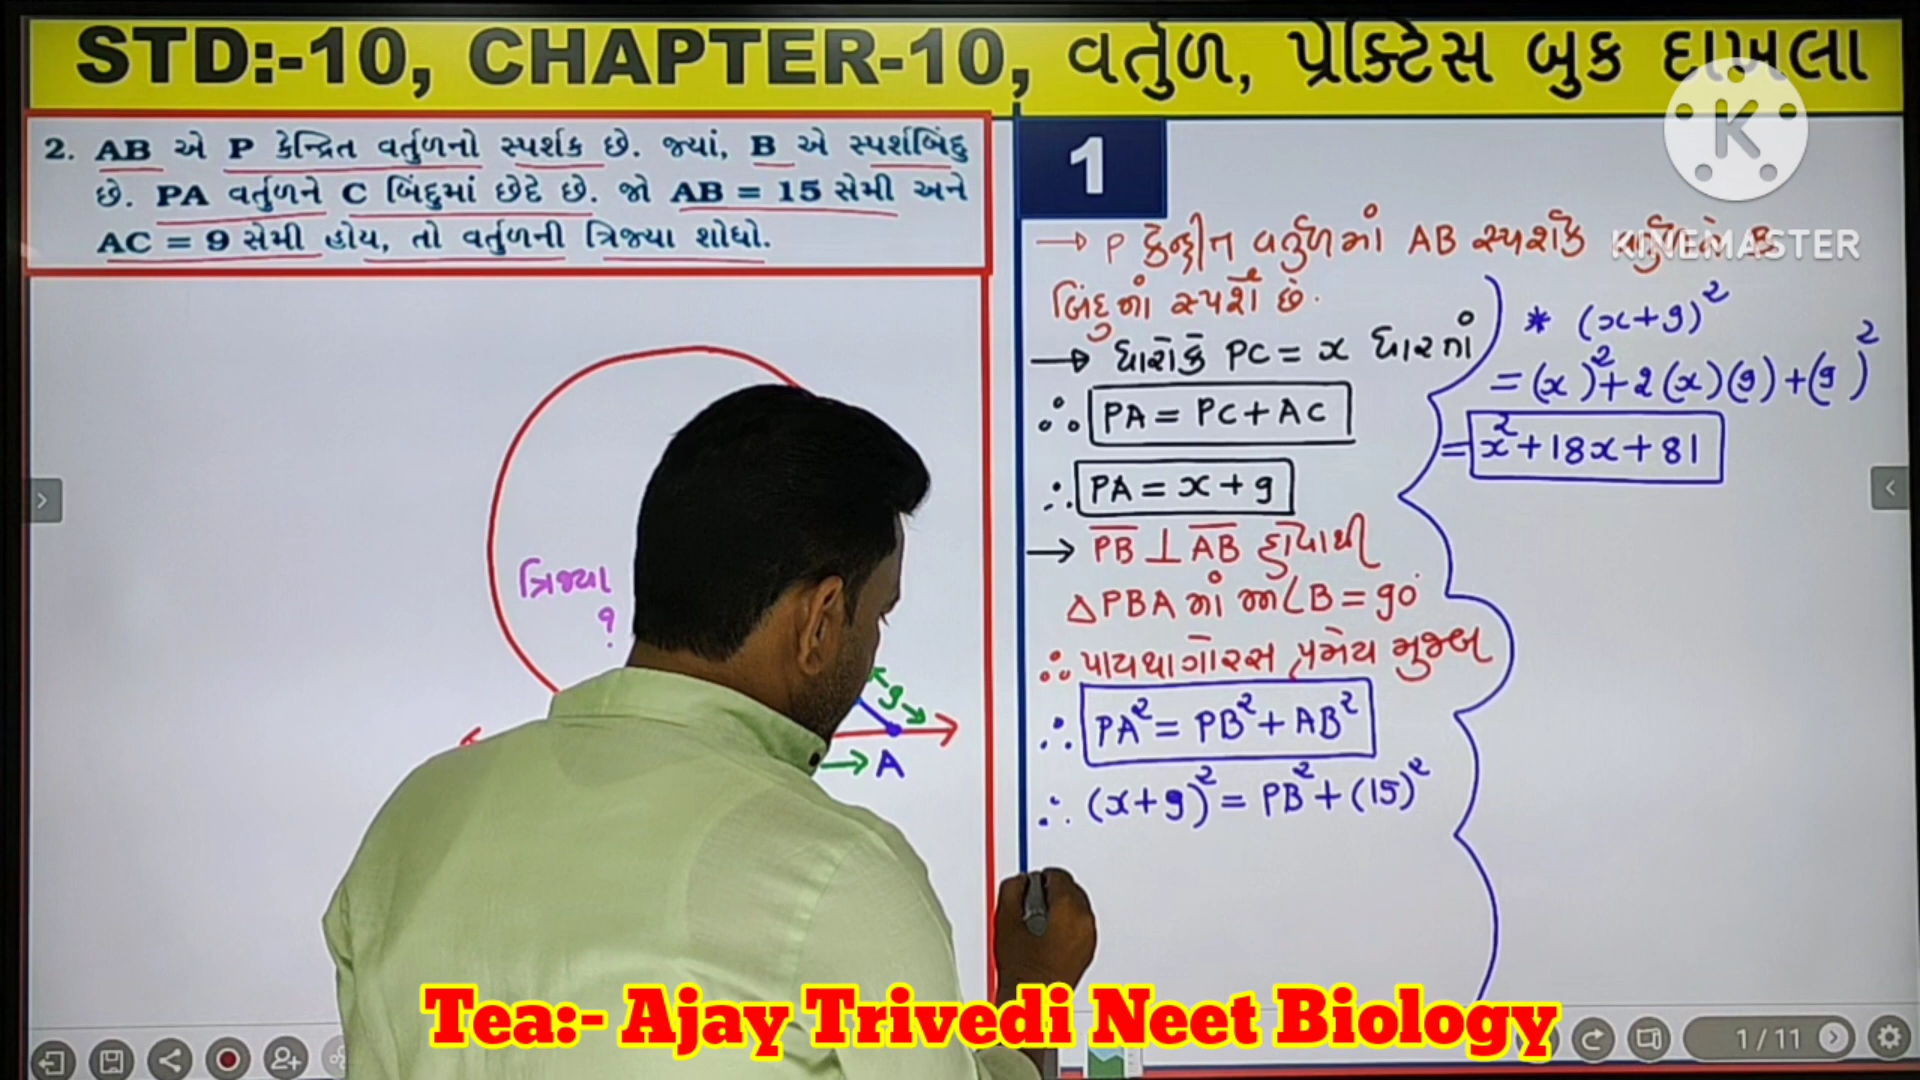 STD:-10, CHAPTER-10, વર્તુળ, પ્રેક્ટિસ બુક દાખલા
K
KINEMASTER
2. AB એ P કેન્દ્રિત વર્તુળનો સ્પર્શક છે. જ્યાં, B એ સ્પર્શબિંદુ
છે. PA વર્તુળને C બિંદુમાં છેદે છે. જો AB = 15 સેમી અને
AC = 9 સેમી હોય, તો વર્તુળની ત્રિજ્યા શોધો.
ત્રિજ્યા
?
9
A
1
→ P કેન્દ્રીત વર્તુળમાં AB સ્પર્શક વર્તુળને B
બિંદુમાં સ્પર્શે છે.
→ ધારોકે PC = x ધારતાં
∴ PA = PC + AC
∴ PA = x + 9
→ PB ⊥ AB હોવાથી
△PBA માં m∠B = 90°
∴ પાયથાગોરસ પ્રમેય મુજબ
∴ PA² = PB² + AB²
∴ (x+9)² = PB² + (15)²
* (x+9)²
= (x)² + 2(x)(9) + (9)²
= x² + 18x + 81
Tea:- Ajay Trivedi Neet Biology
1 / 11